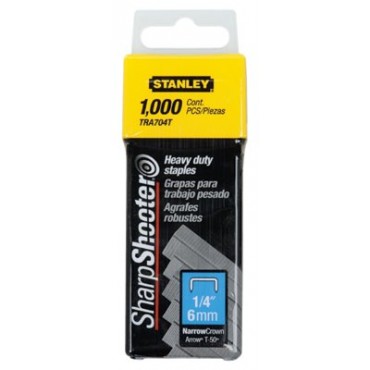 STANLEY
1,000 Cont.
PCS/Piezas
TRA704T
SharpShooter
Heavy duty
staples
Grapas para
trabajo pesado
Agrafes
robustes
1/4"
6mm
NarrowCrown
Arrow® T-50®